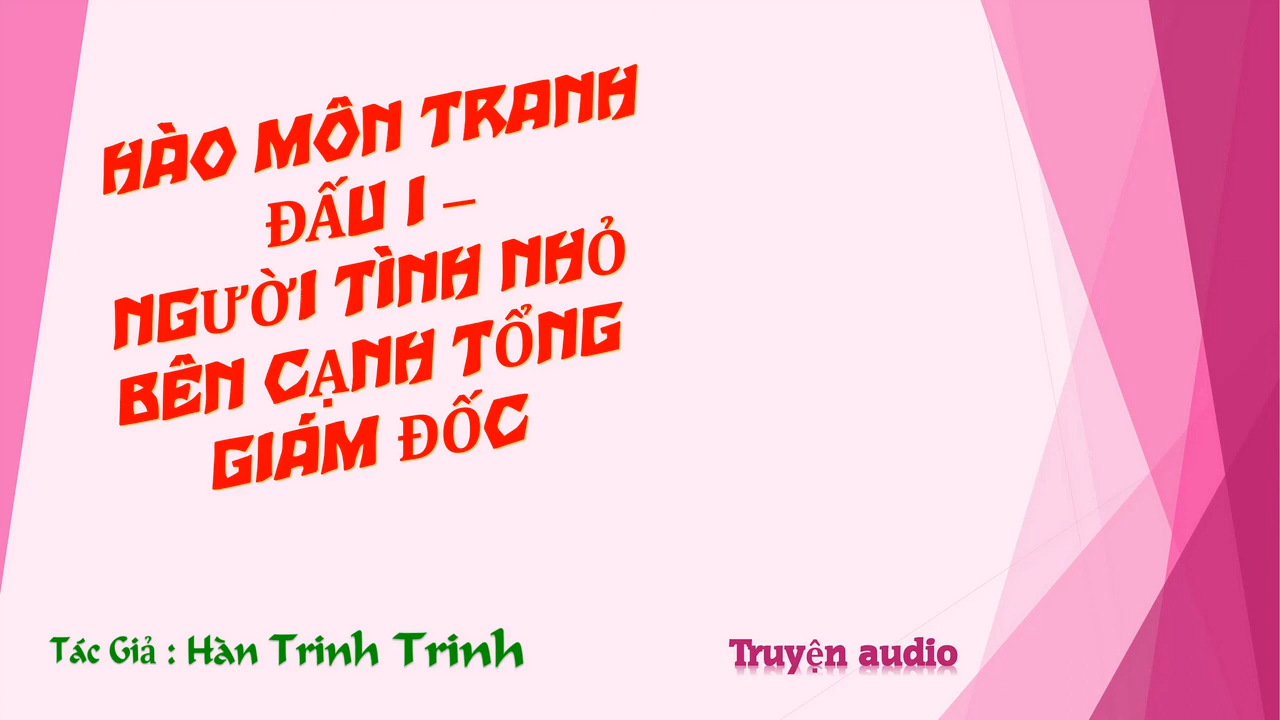 HÀO MÔN TRANH
ĐẤU I –
NGƯỜI TÌNH NHỎ
BÊN CẠNH TỔNG
GIÁM ĐỐC
Tác Giả : Hàn Trinh Trinh
Truyện audio